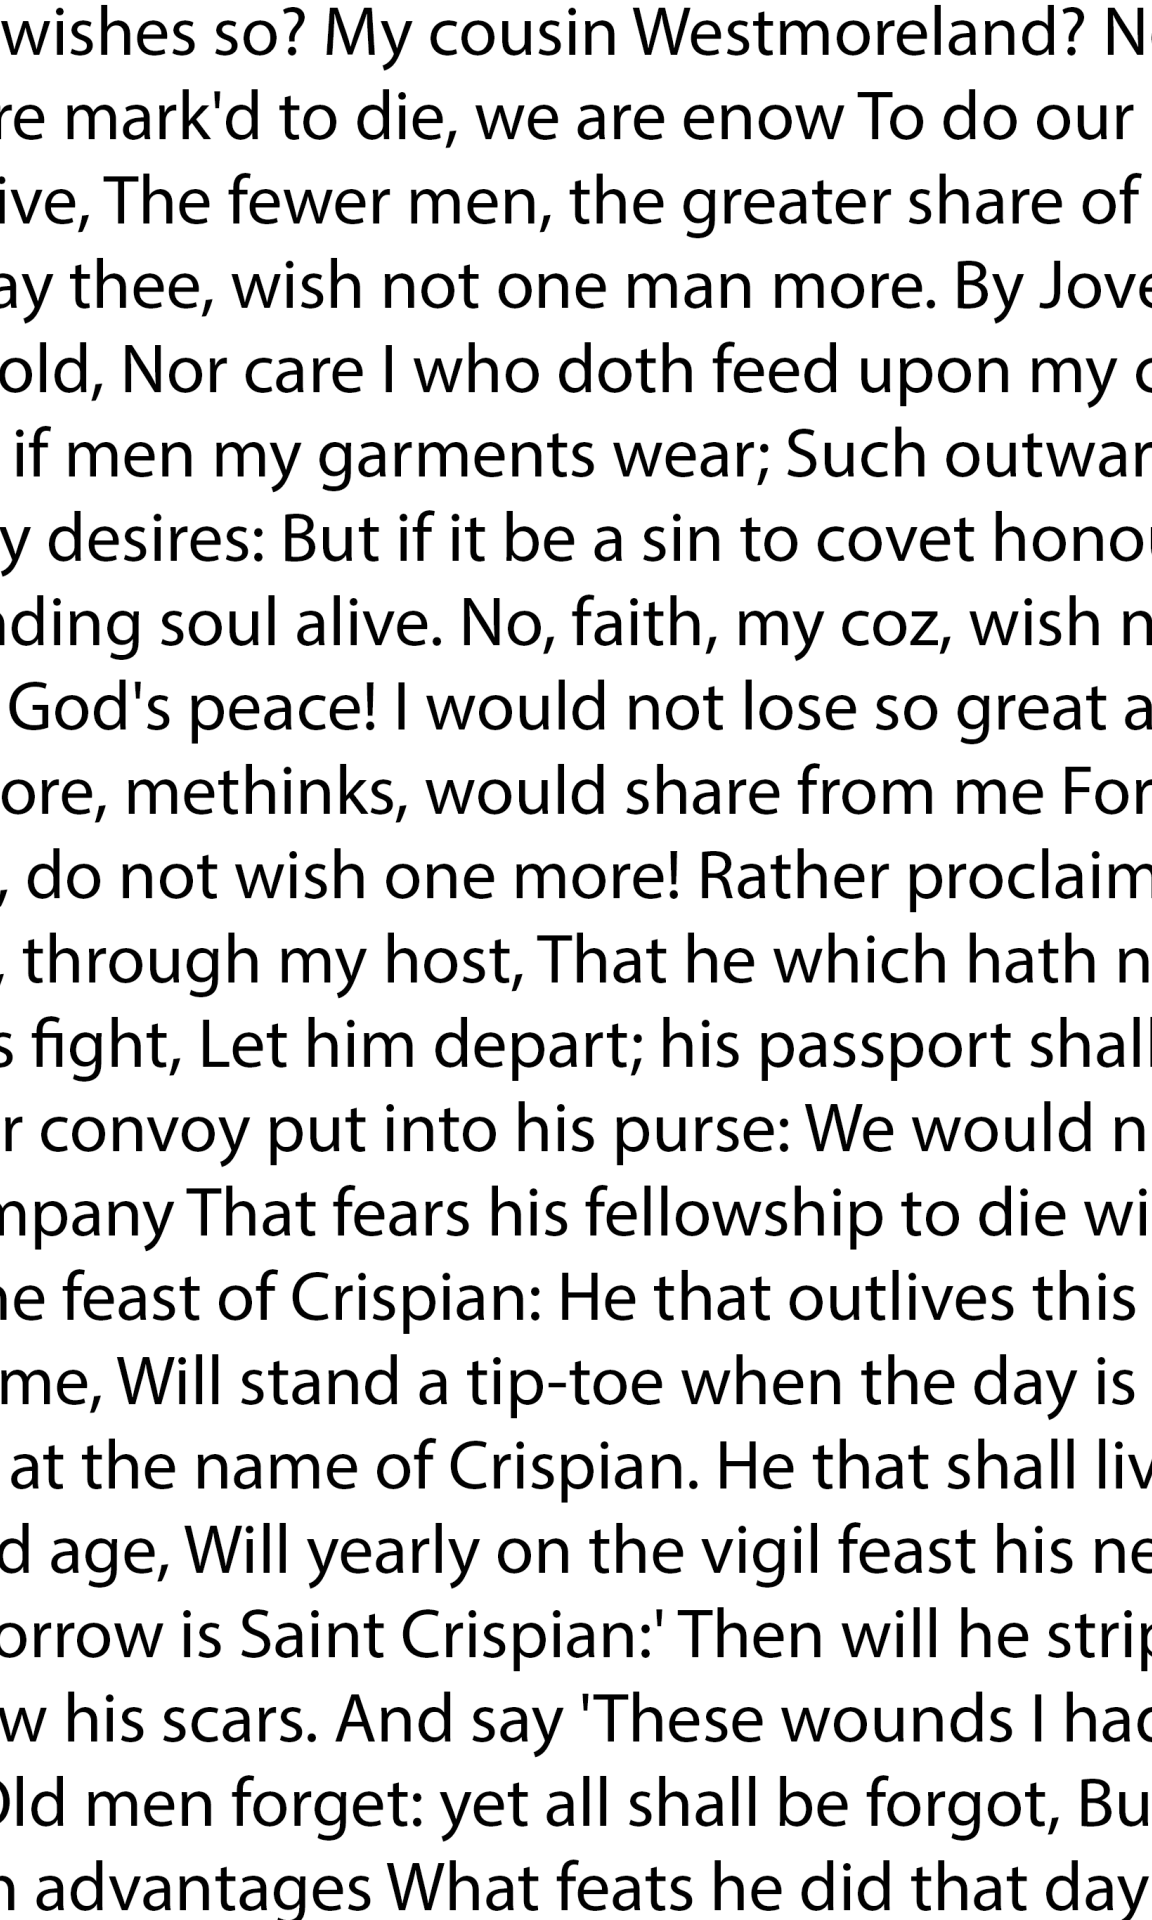 wishes so? My cousin Westmoreland? N
re mark'd to die, we are enow To do our
ive, The fewer men, the greater share of
ay thee, wish not one man more. By Jove
old, Nor care I who doth feed upon my c
if men my garments wear; Such outwar
y desires: But if it be a sin to covet honou
nding soul alive. No, faith, my coz, wish n
God's peace! I would not lose so great a
ore, methinks, would share from me For
, do not wish one more! Rather proclaim
, through my host, That he which hath n
s fight, Let him depart; his passport shall
r convoy put into his purse: We would n
mpany That fears his fellowship to die wi
he feast of Crispian: He that outlives this
me, Will stand a tip-toe when the day is
at the name of Crispian. He that shall liv
d age, Will yearly on the vigil feast his ne
orrow is Saint Crispian:' Then will he strip
w his scars. And say 'These wounds I had
Old men forget: yet all shall be forgot, Bu
h advantages What feats he did that day